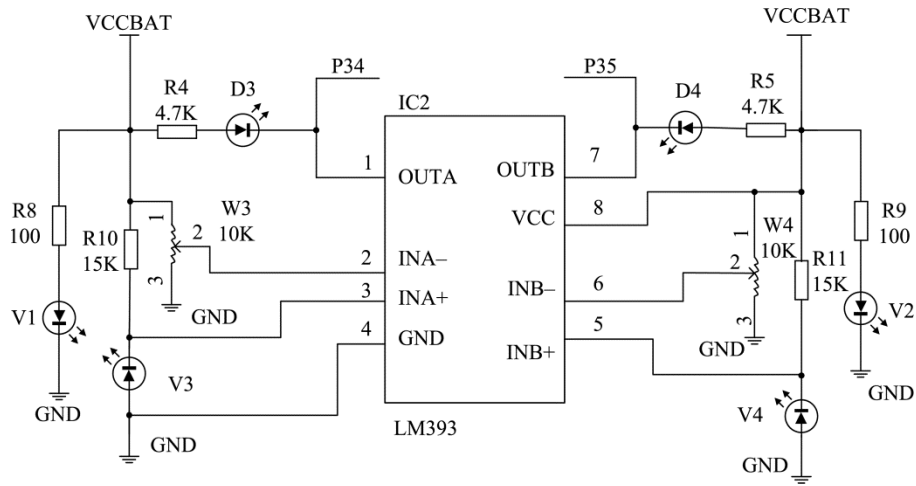 VCCBAT
VCCBAT
P34
P35
R4
4.7K
D3
IC2
D4
R5
4.7K
1
OUTA
OUTB
7
VCC
8
R8
100
R10
15K
1
2
3
W3
10K
GND
2
INA−
3
INA+
4
GND
INB−
6
INB+
5
1
2
3
W4
10K
GND
R11
15K
R9
100
V1
GND
V3
GND
LM393
V4
GND
V2
GND